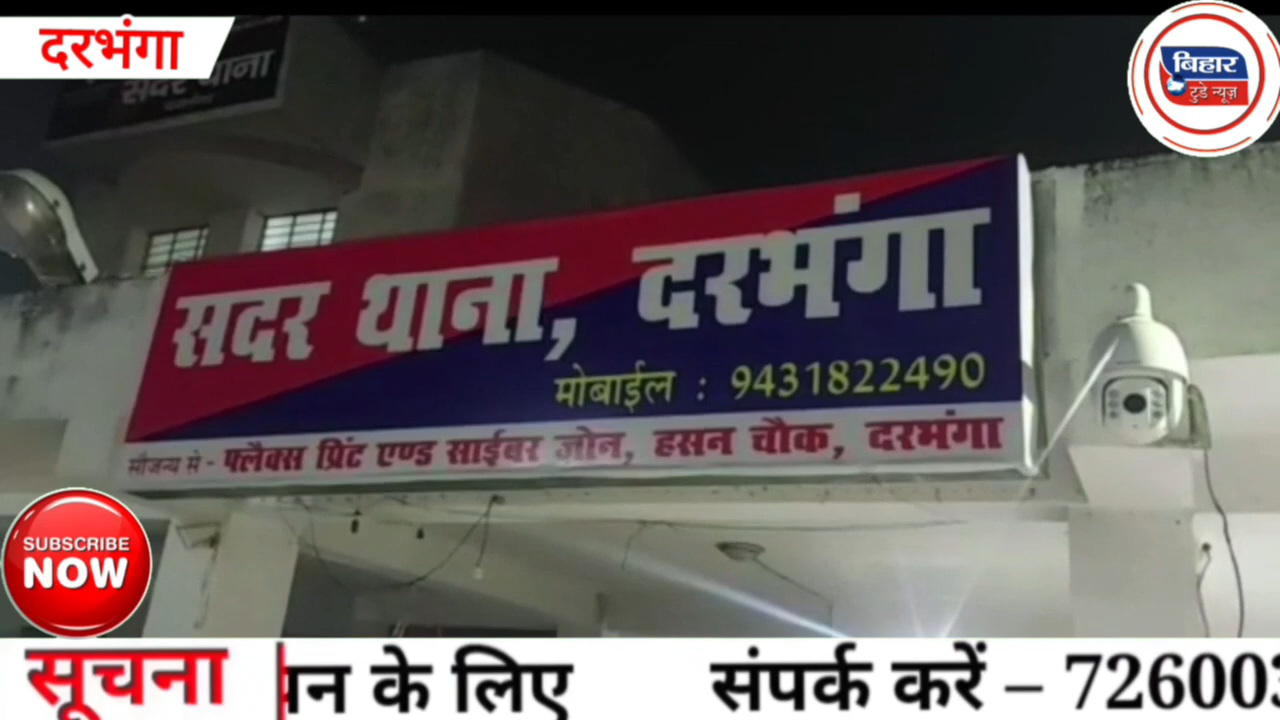 दरभंगा
सदर थाना
बिहार
टुडे न्यूज़
सदर थाना, दरभंगा
मोबाईल : 9431822490
सौजन्य से - फ्लैक्स प्रिंट एण्ड साईबर जोन, हसन चौक, दरभंगा
SUBSCRIBE
NOW
सूचना के लिए संपर्क करें – 726003